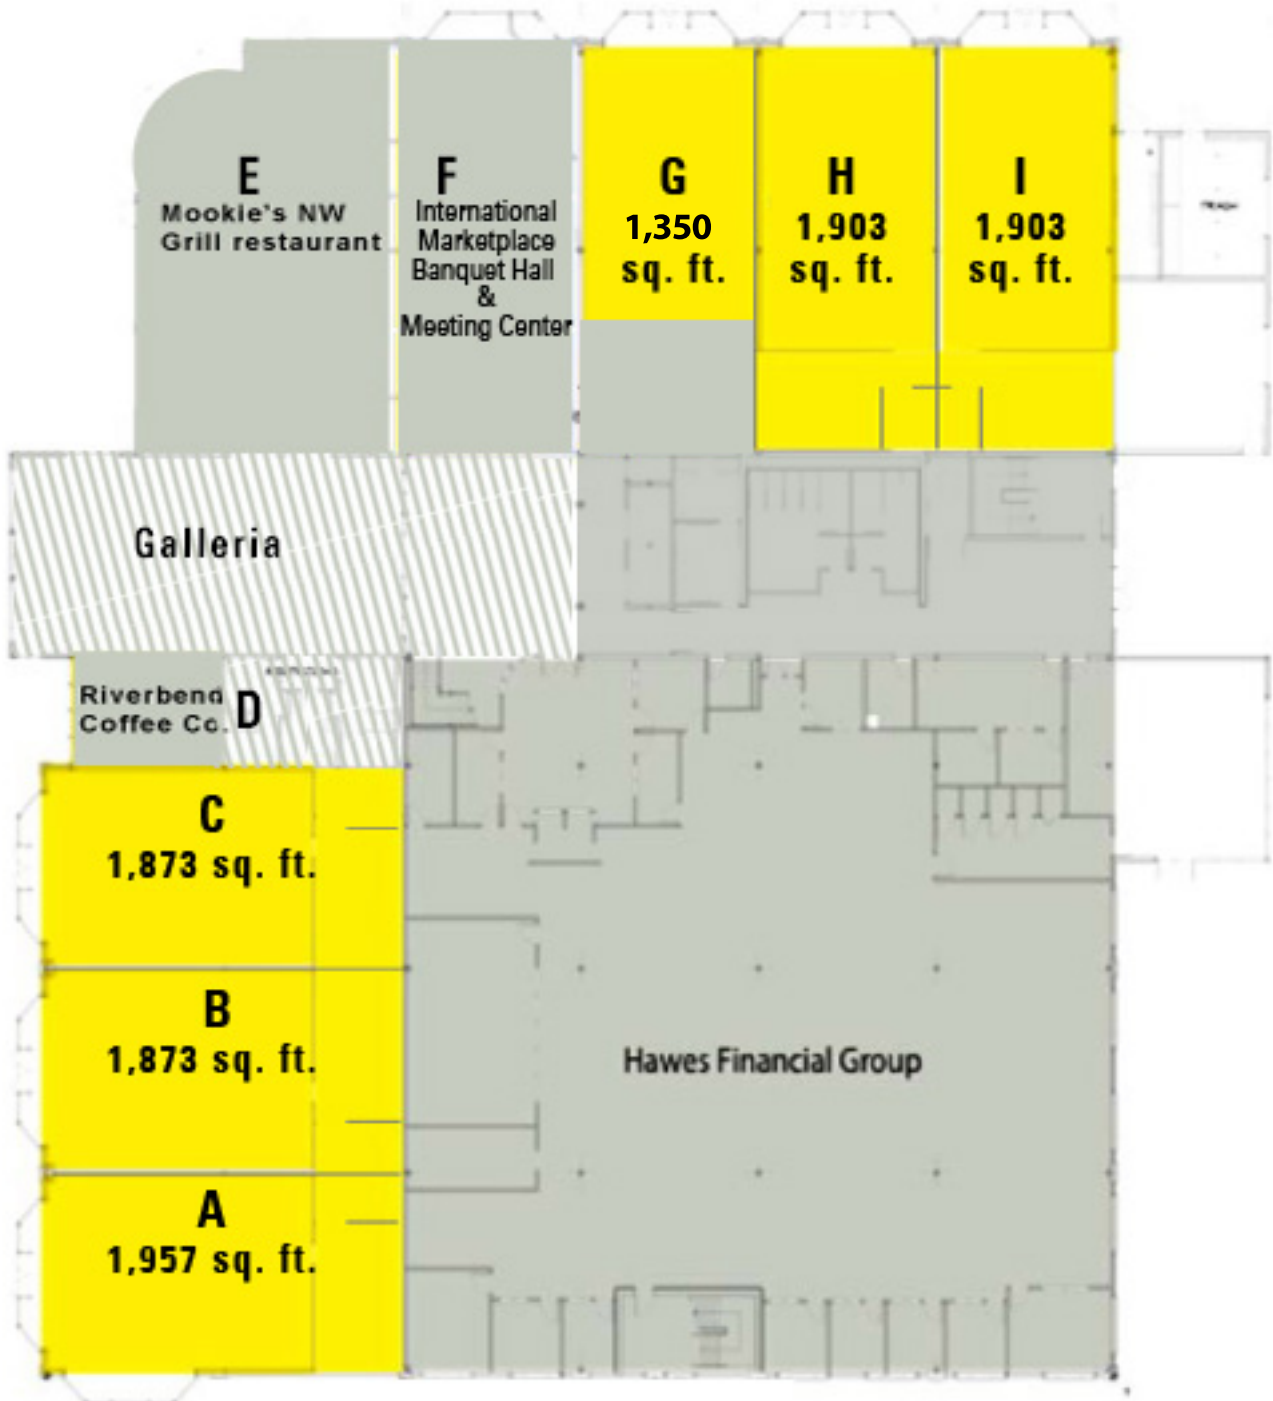 E
Mookie's NW
Grill restaurant
F
International
Marketplace
Banquet Hall
&
Meeting Center
G
1,350
sq. ft.
H
1,903
sq. ft.
I
1,903
sq. ft.
Galleria
Riverbend
Coffee Co.
D
C
1,873 sq. ft.
B
1,873 sq. ft.
Hawes Financial Group
A
1,957 sq. ft.